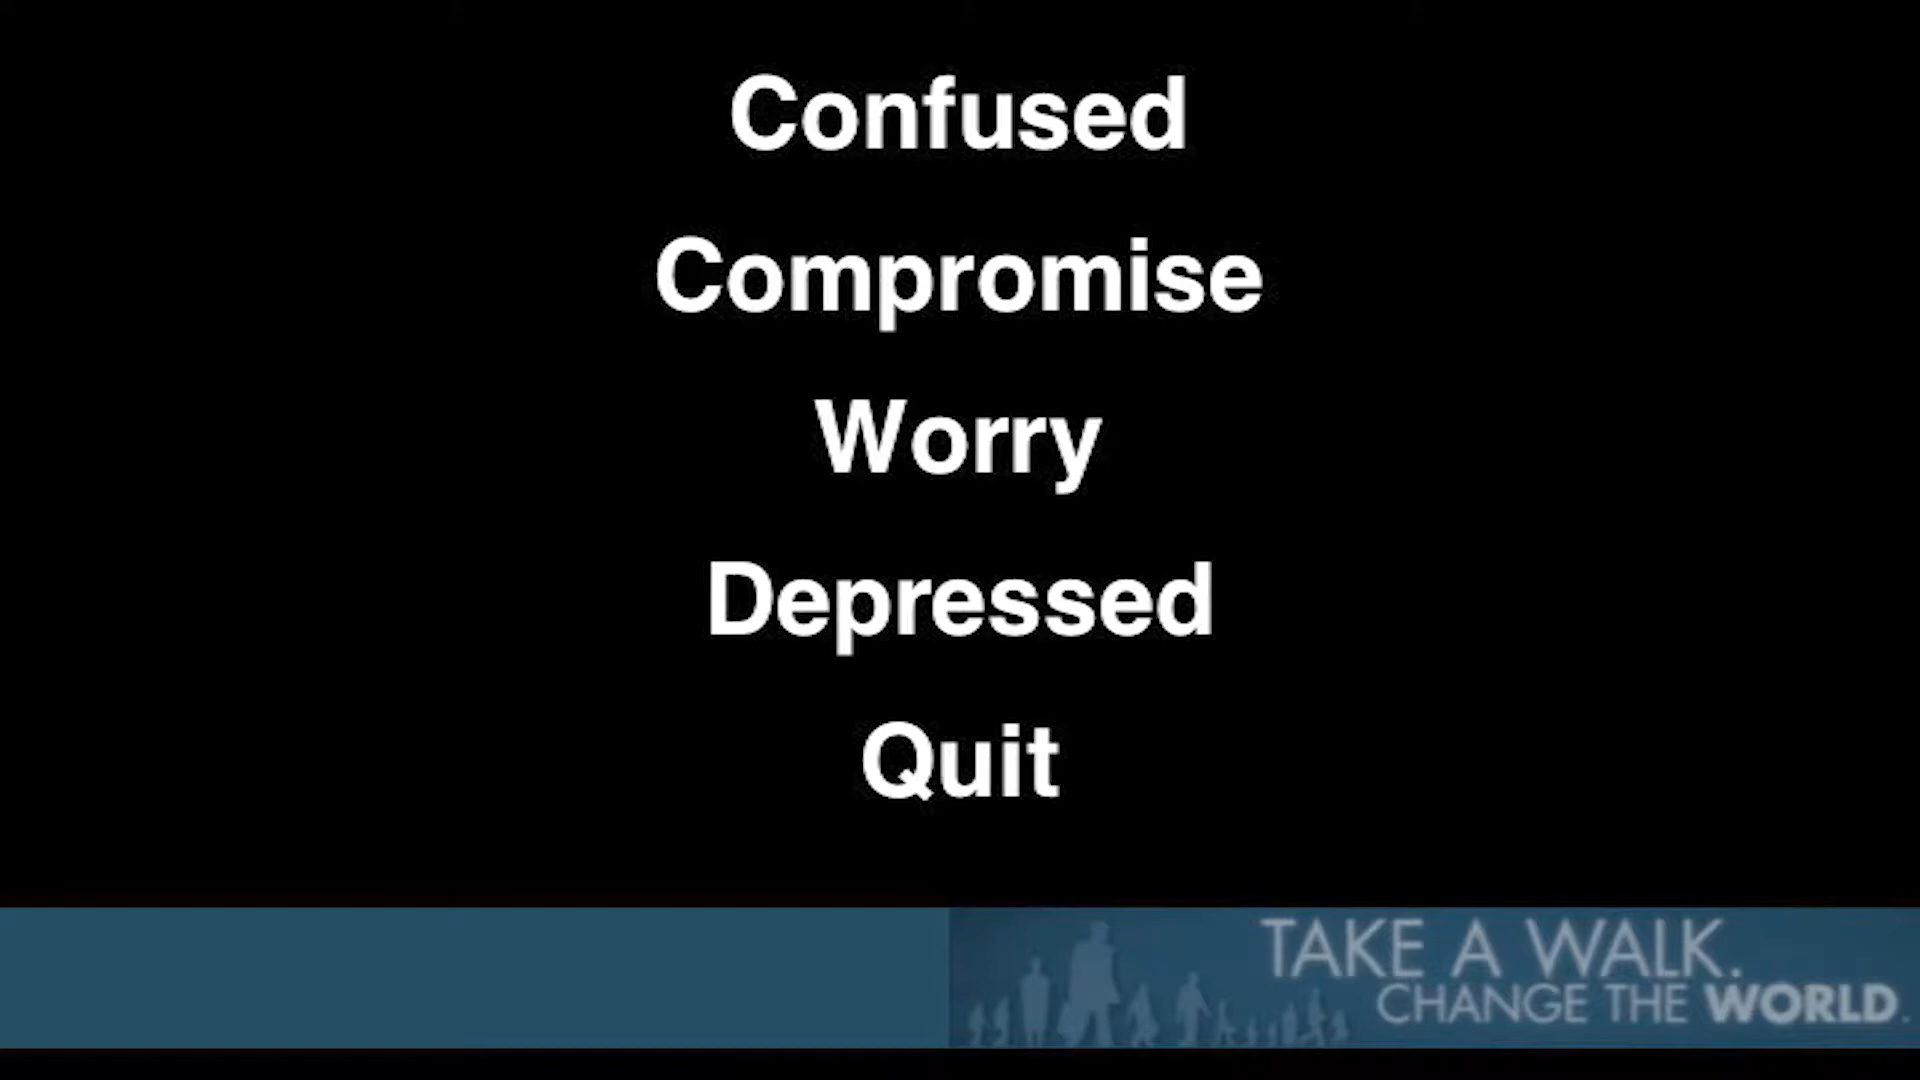 Confused
Compromise
Worry
Depressed
Quit
TAKE A WALK.
CHANGE THE WORLD.